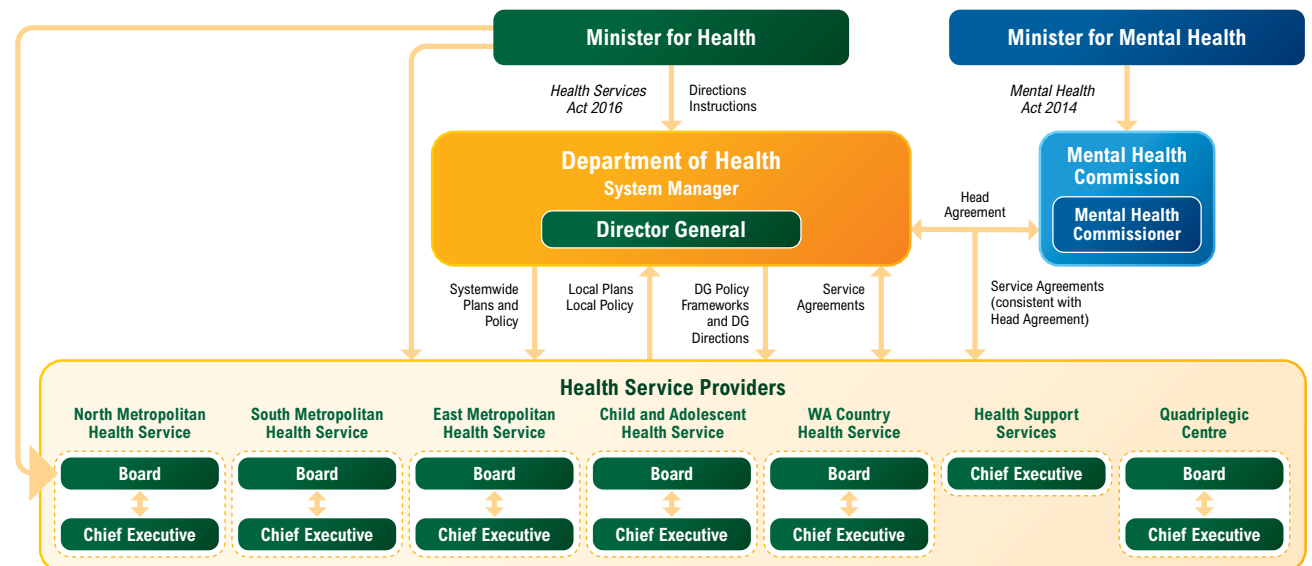 Minister for Health
Minister for Mental Health
Health Services
Act 2016
Directions
Instructions
Mental Health
Act 2014
Department of Health
System Manager
Director General
Head
Agreement
Mental Health
Commission
Mental Health
Commissioner
Systemwide
Plans and
Policy
Local Plans
Local Policy
DG Policy
Frameworks
and DG
Directions
Service
Agreements
Service Agreements
(consistent with
Head Agreement)
Health Service Providers
North Metropolitan
Health Service
Board
Chief Executive
South Metropolitan
Health Service
Board
Chief Executive
East Metropolitan
Health Service
Board
Chief Executive
Child and Adolescent
Health Service
Board
Chief Executive
WA Country
Health Service
Board
Chief Executive
Health Support
Services
Chief Executive
Quadriplegic
Centre
Board
Chief Executive